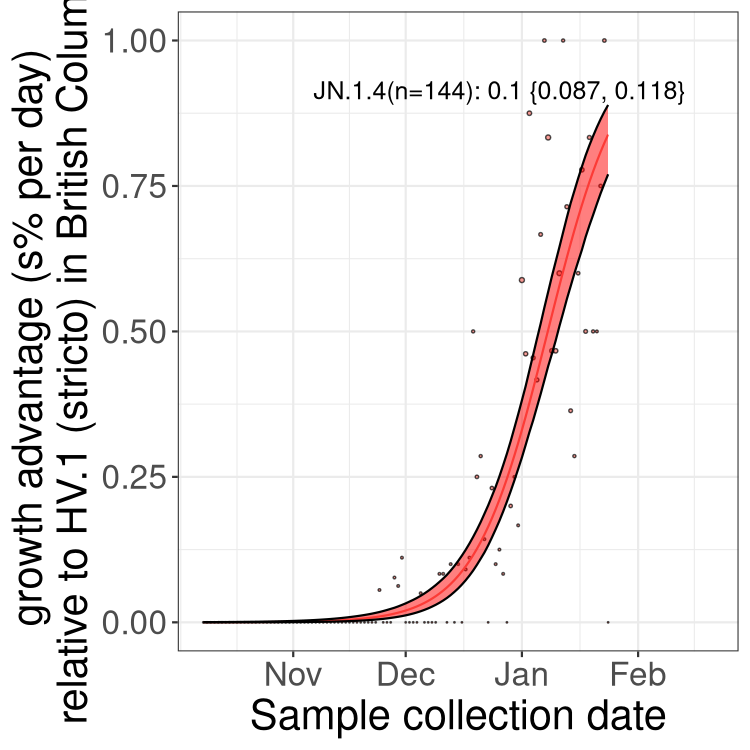 growth advantage (s% per day)
relative to HV.1 (stricto) in British Colum
1.00
0.75
0.50
0.25
0.00
JN.1.4(n=144): 0.1 {0.087, 0.118}
Nov Dec Jan Feb
Sample collection date